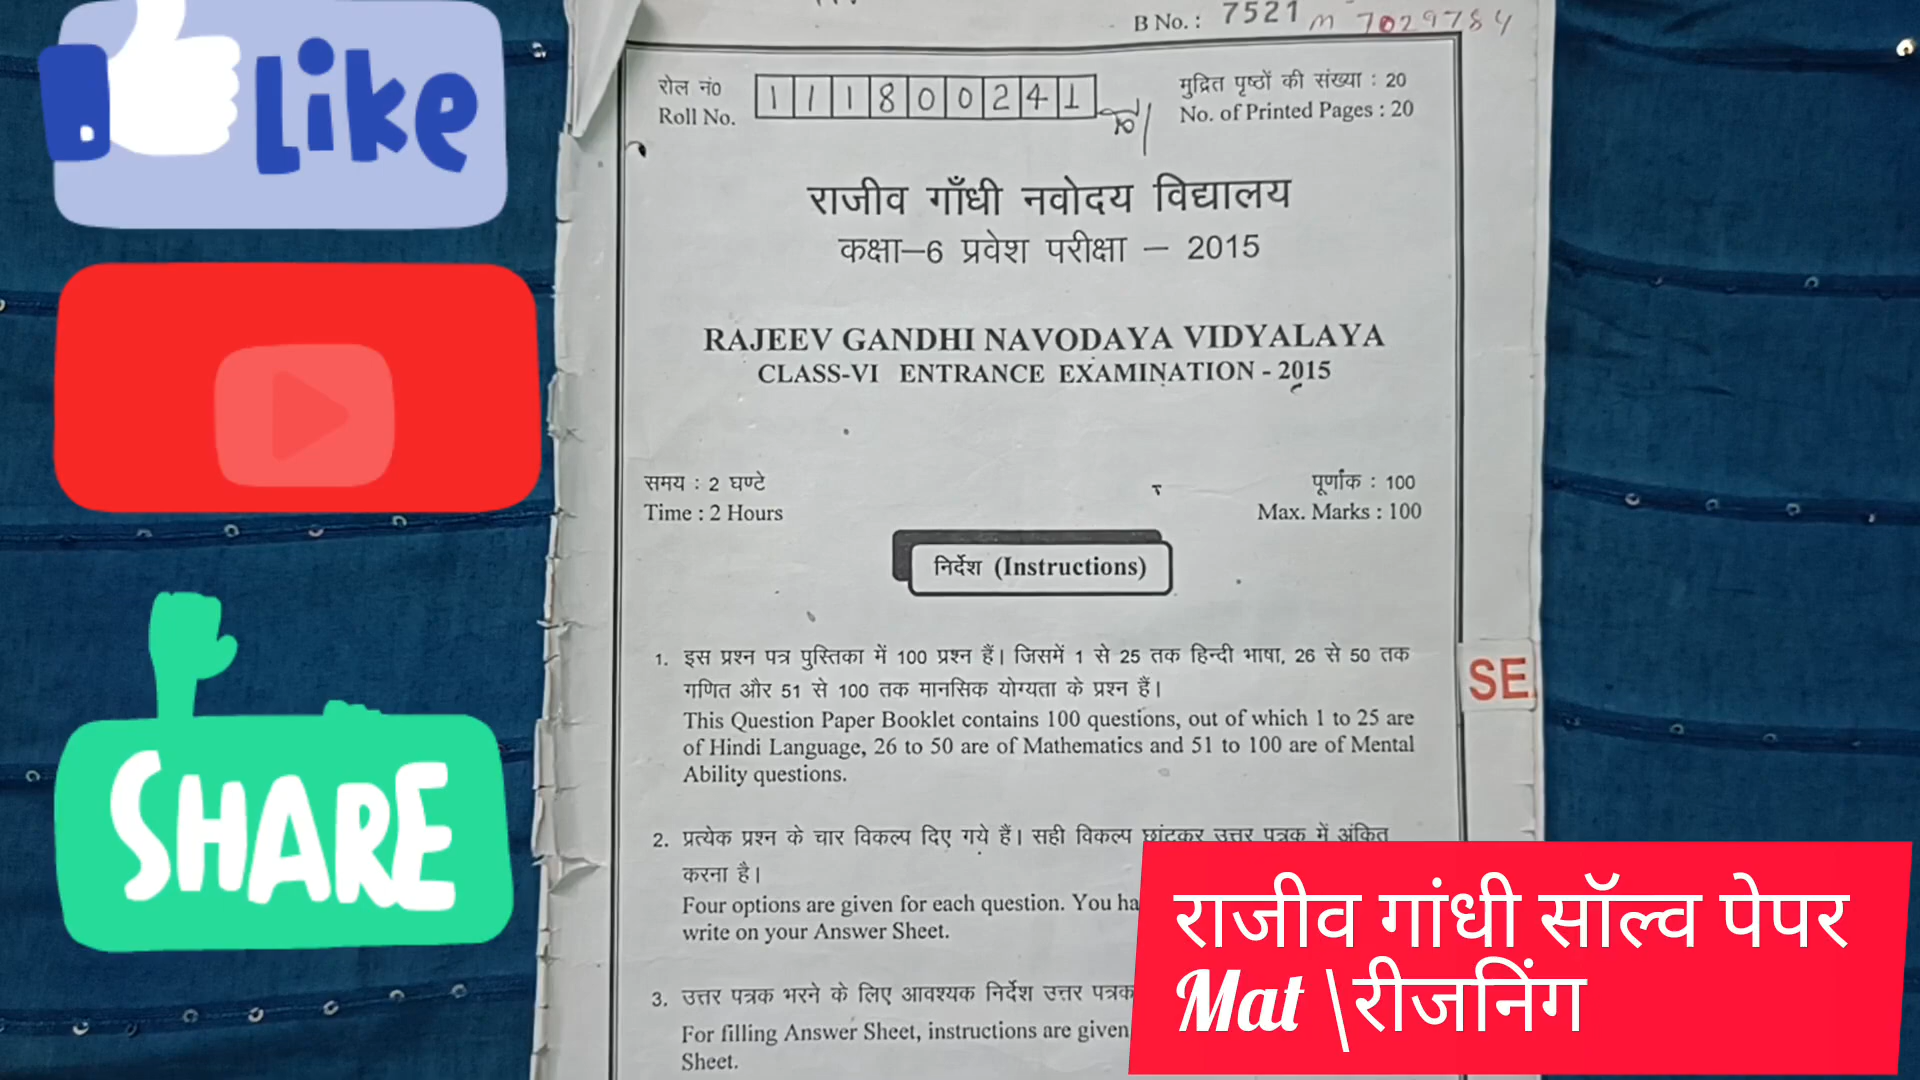 Like
SHARE
B No. : 7521 m 7029784
रोल नं0
Roll No.
1 1 1 8 0 0 2 4 1
मुद्रित पृष्ठों की संख्या : 20
No. of Printed Pages : 20
राजीव गाँधी नवोदय विद्यालय
कक्षा–6 प्रवेश परीक्षा – 2015
RAJEEV GANDHI NAVODAYA VIDYALAYA
CLASS-VI ENTRANCE EXAMINATION - 2015
समय : 2 घण्टे
Time : 2 Hours
पूर्णांक : 100
Max. Marks : 100
निर्देश (Instructions)
1. इस प्रश्न पत्र पुस्तिका में 100 प्रश्न हैं। जिसमें 1 से 25 तक हिन्दी भाषा, 26 से 50 तक
गणित और 51 से 100 तक मानसिक योग्यता के प्रश्न हैं।
This Question Paper Booklet contains 100 questions, out of which 1 to 25 are
of Hindi Language, 26 to 50 are of Mathematics and 51 to 100 are of Mental
Ability questions.
SE
2. प्रत्येक प्रश्न के चार विकल्प दिए गये हैं। सही विकल्प छांटकर उत्तर पत्रक में अंकित
करना है।
Four options are given for each question. You ha
write on your Answer Sheet.
3. उत्तर पत्रक भरने के लिए आवश्यक निर्देश उत्तर पत्रक
For filling Answer Sheet, instructions are given
Sheet.
राजीव गांधी सॉल्व पेपर
Mat \रीजनिंग